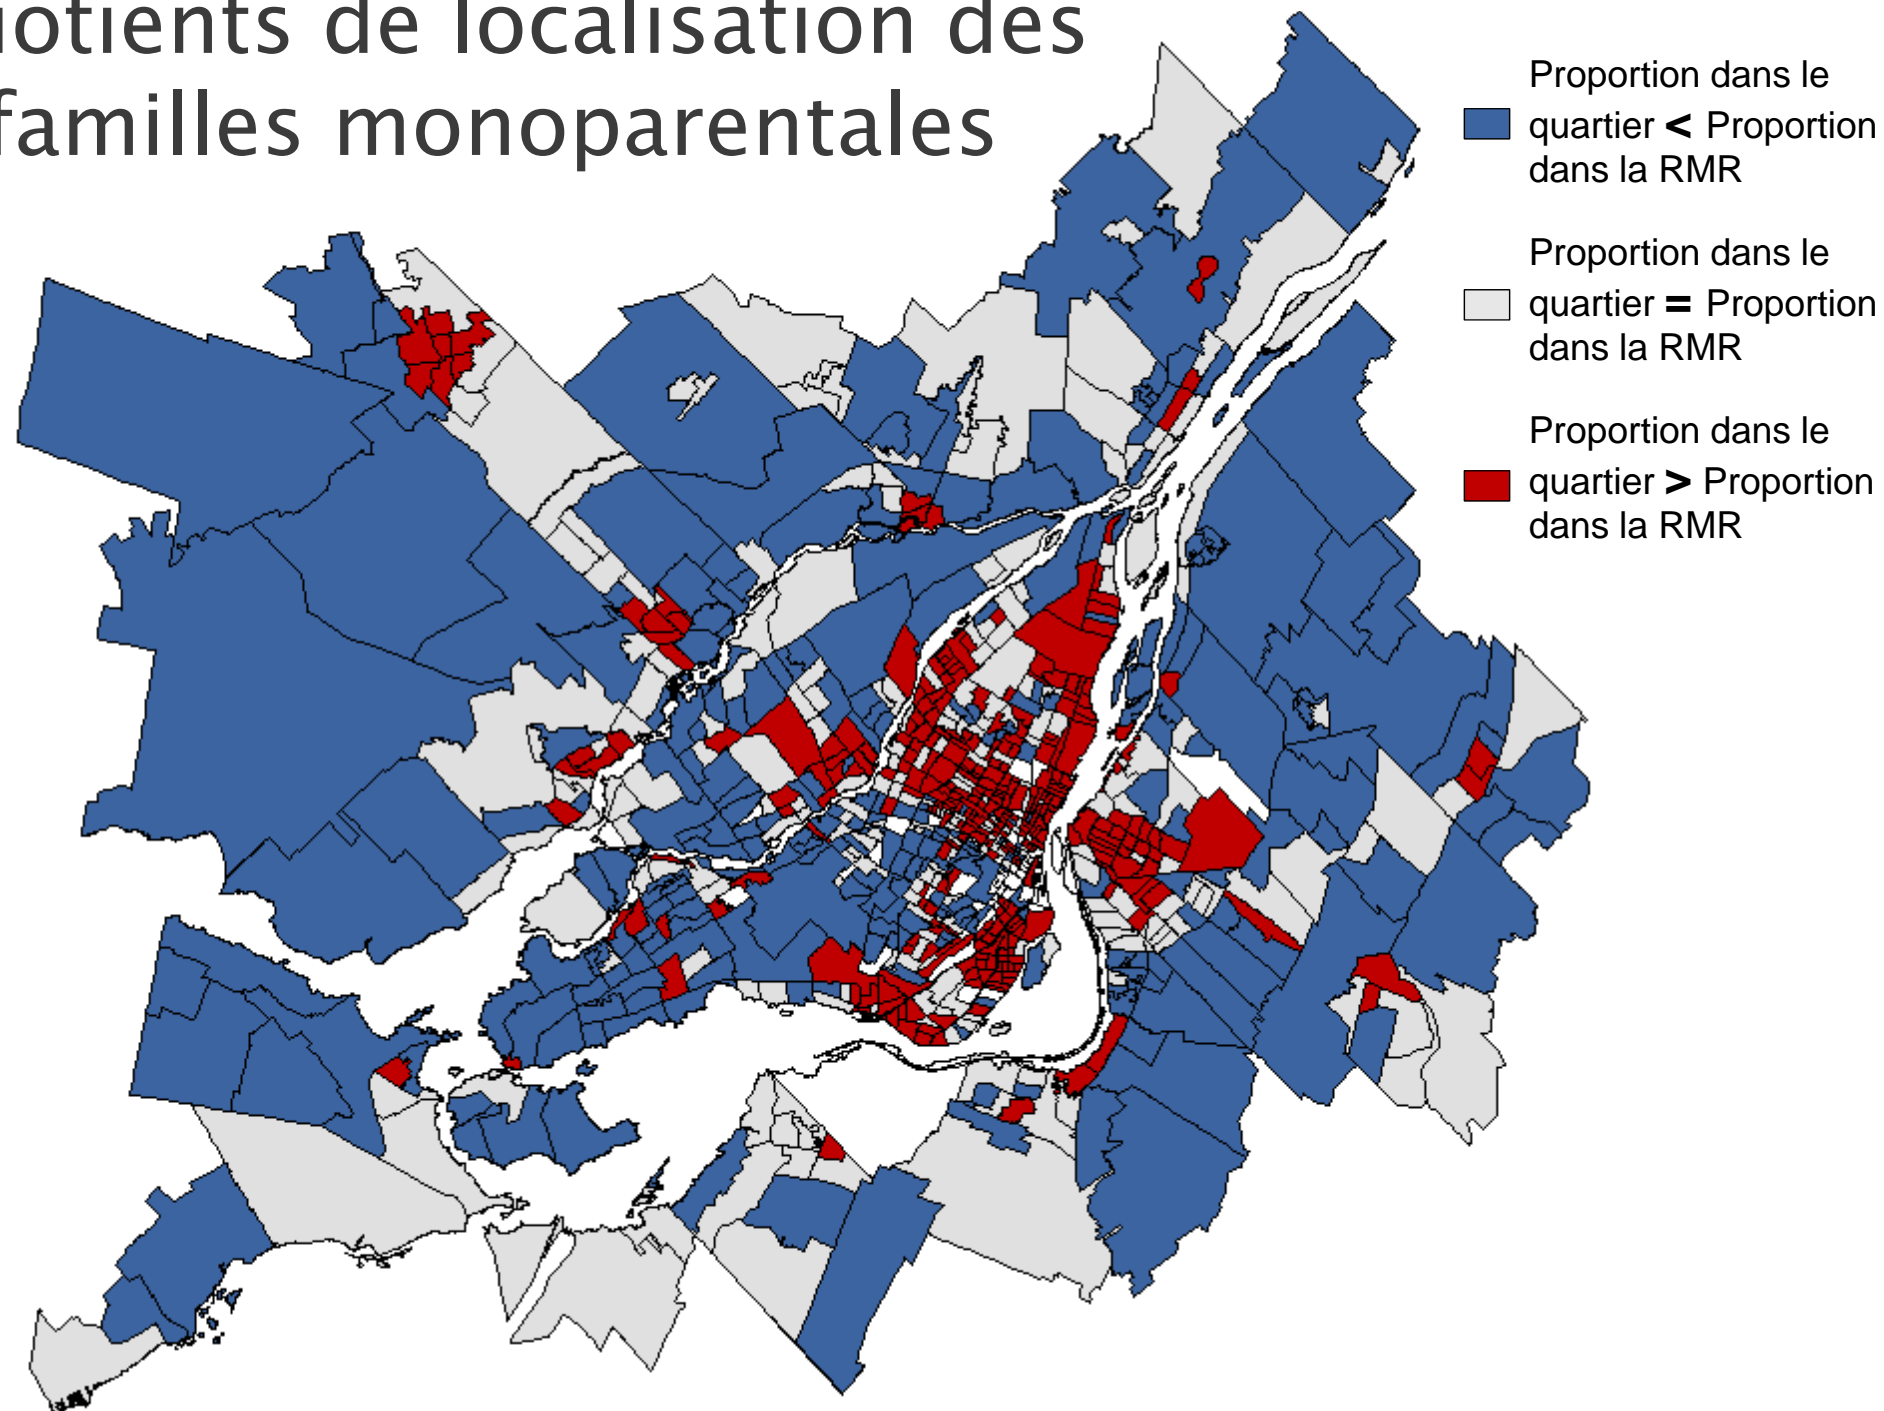 iotients de localisation des
familles monoparentales
Proportion dans le
quartier < Proportion
dans la RMR
Proportion dans le
quartier = Proportion
dans la RMR
Proportion dans le
quartier > Proportion
dans la RMR